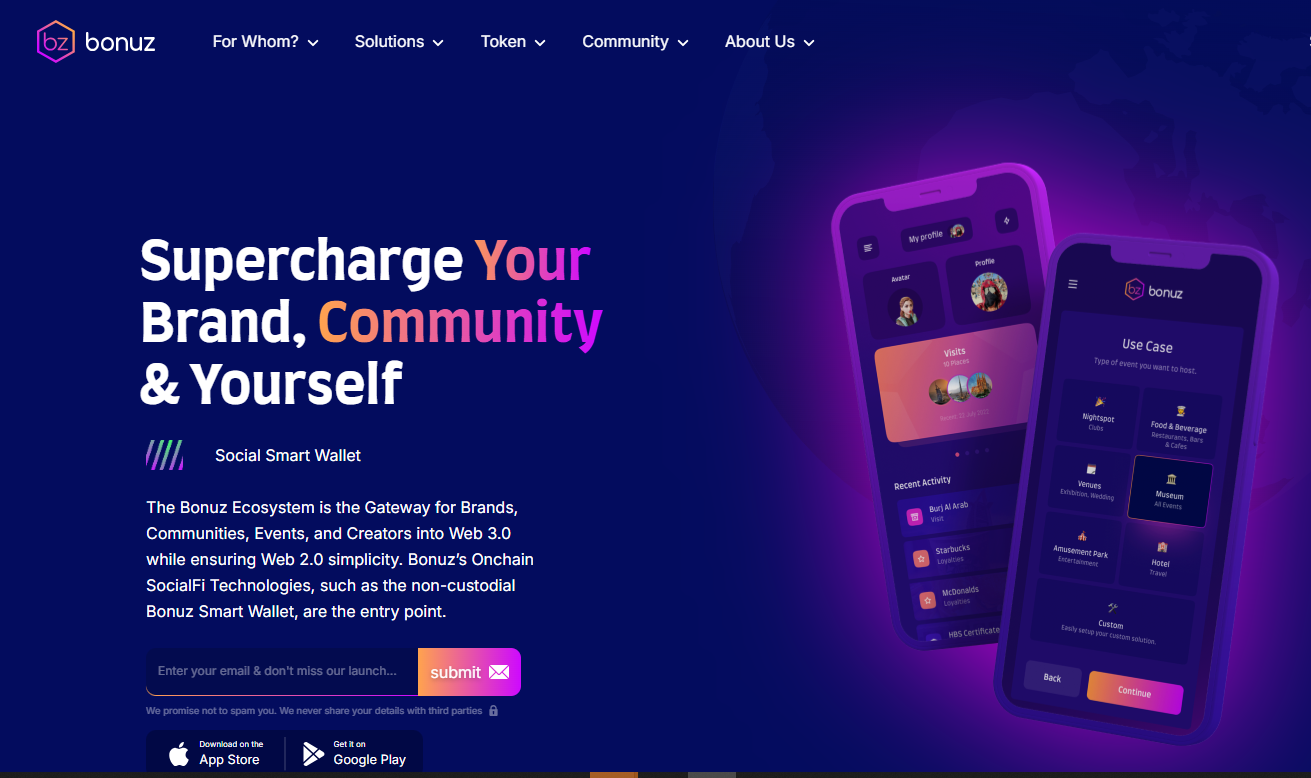 bz bonuz
For Whom? Solutions Token Community About Us
Supercharge Your
Brand, Community
& Yourself
Social Smart Wallet
The Bonuz Ecosystem is the Gateway for Brands,
Communities, Events, and Creators into Web 3.0
while ensuring Web 2.0 simplicity. Bonuz’s Onchain
SocialFi Technologies, such as the non-custodial
Bonuz Smart Wallet, are the entry point.
Enter your email & don't miss our launch... submit
We promise not to spam you. We never share your details with third parties
Download on the
App Store
Get it on
Google Play
My profile
Avatar
Profile
Visits
10 Places
Recent: 23 July 2022
Recent Activity
Burj Al Arab
Visit
Starbucks
Loyalties
McDonalds
Loyalties
HBS Certificate
bz bonuz
Use Case
Type of event you want to host.
Nightspot
Clubs
Food & Beverage
Restaurants, Bars
& Cafes
Venues
Exhibition, Wedding
Museum
All Events
Amusement Park
Entertainment
Hotel
Travel
Custom
Easily setup your custom solution.
Back
Continue